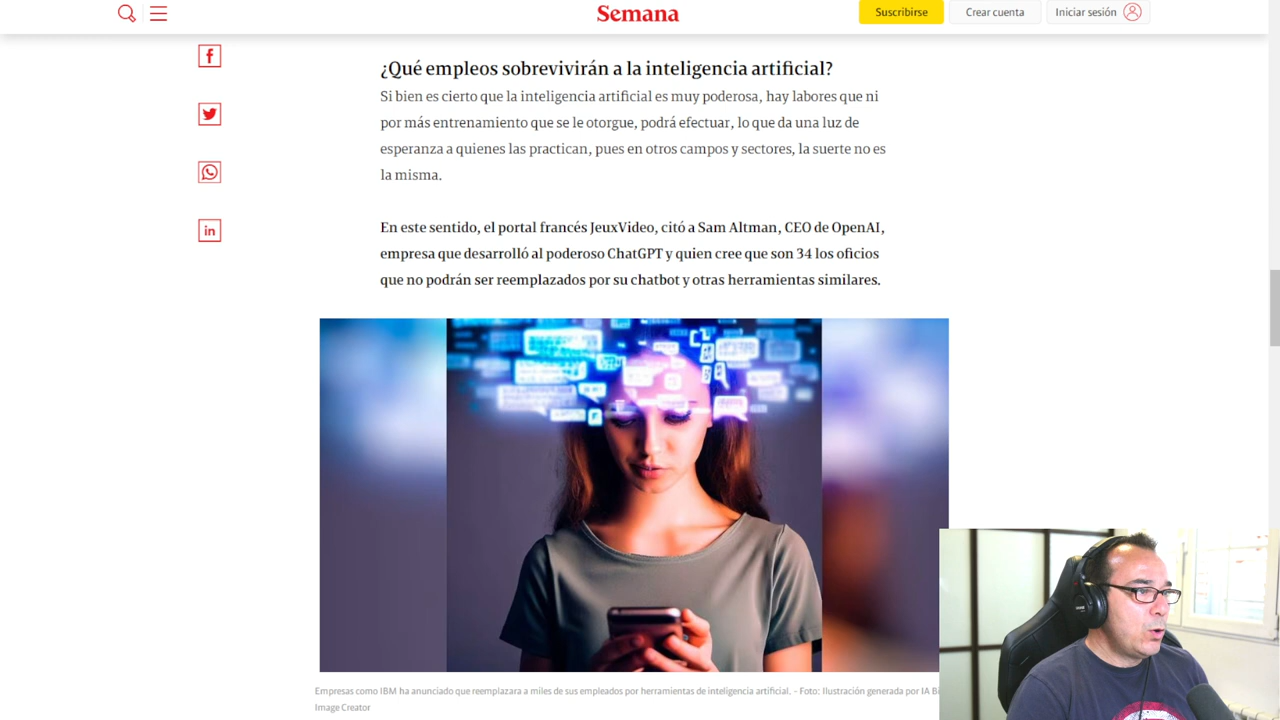 Semana
Suscribirse
Crear cuenta
Iniciar sesión
¿Qué empleos sobrevivirán a la inteligencia artificial?
Si bien es cierto que la inteligencia artificial es muy poderosa, hay labores que ni
por más entrenamiento que se le otorgue, podrá efectuar, lo que da una luz de
esperanza a quienes las practican, pues en otros campos y sectores, la suerte no es
la misma.
En este sentido, el portal francés JeuxVideo, citó a Sam Altman, CEO de OpenAI,
empresa que desarrolló al poderoso ChatGPT y quien cree que son 34 los oficios
que no podrán ser reemplazados por su chatbot y otras herramientas similares.
Empresas como IBM ha anunciado que reemplazara a miles de sus empleados por herramientas de inteligencia artificial. - Foto: Ilustración generada por IA
Image Creator